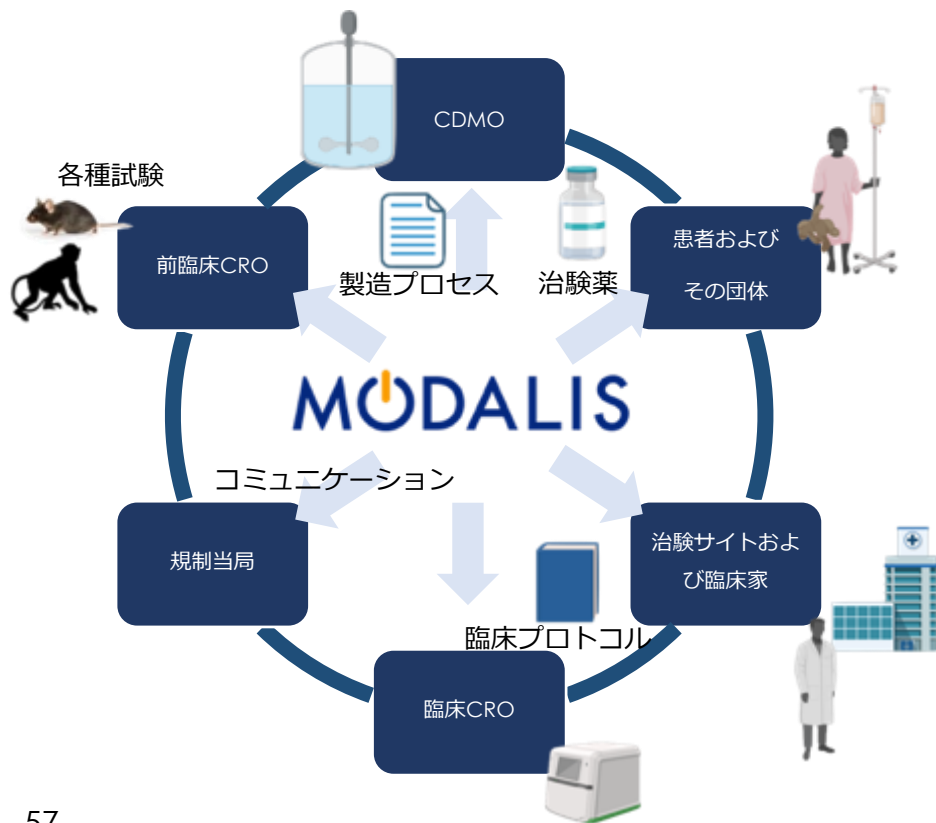 CDMO
各種試験
前臨床CRO
製造プロセス
治験薬
患者および
その団体
MODALIS
コミュニケーション
規制当局
治験サイトおよ
び臨床家
臨床プロトコル
臨床CRO
57